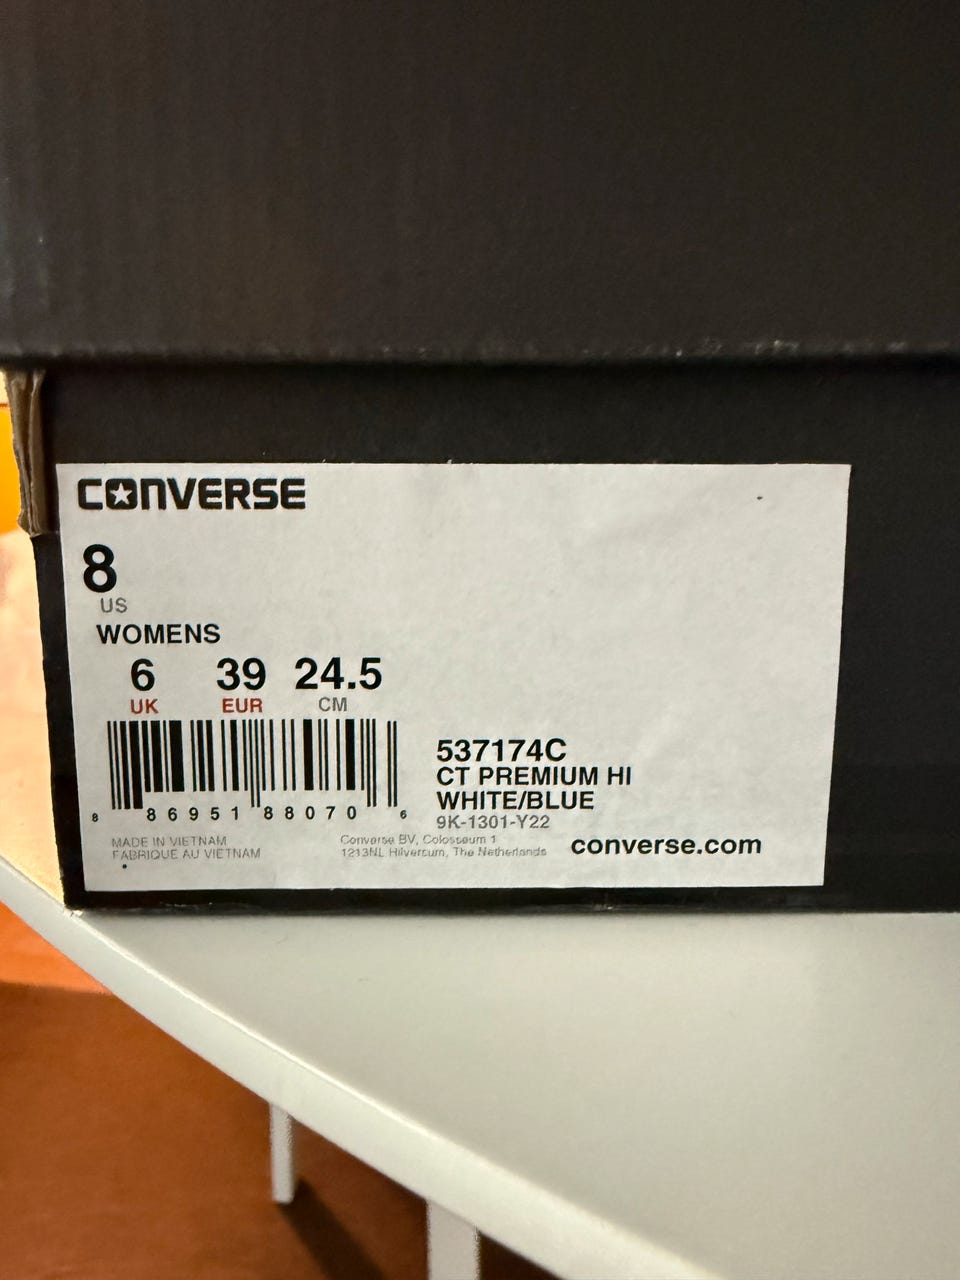 CONVERSE
8
US
WOMENS
6 39 24.5
UK EUR CM
8 86951 88070 6
537174C
CT PREMIUM HI
WHITE/BLUE
9K-1301-Y22
MADE IN VIETNAM
FABRIQUE AU VIETNAM
Converse BV, Colosseum 1
1213NL Hilversum, The Netherlands
converse.com